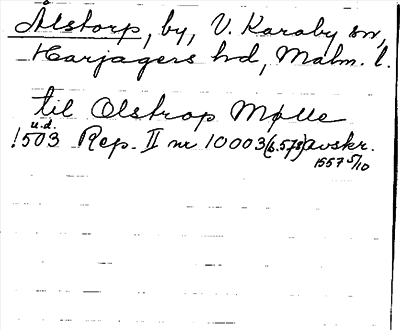 Ålstorp, by, V. Karaby sn,
Harjagers hd, Malm. l.
til Olstrop Mølle
u.d.
1503 Rep. II nr 10003 (s. 578) avskr.
1557 5/10